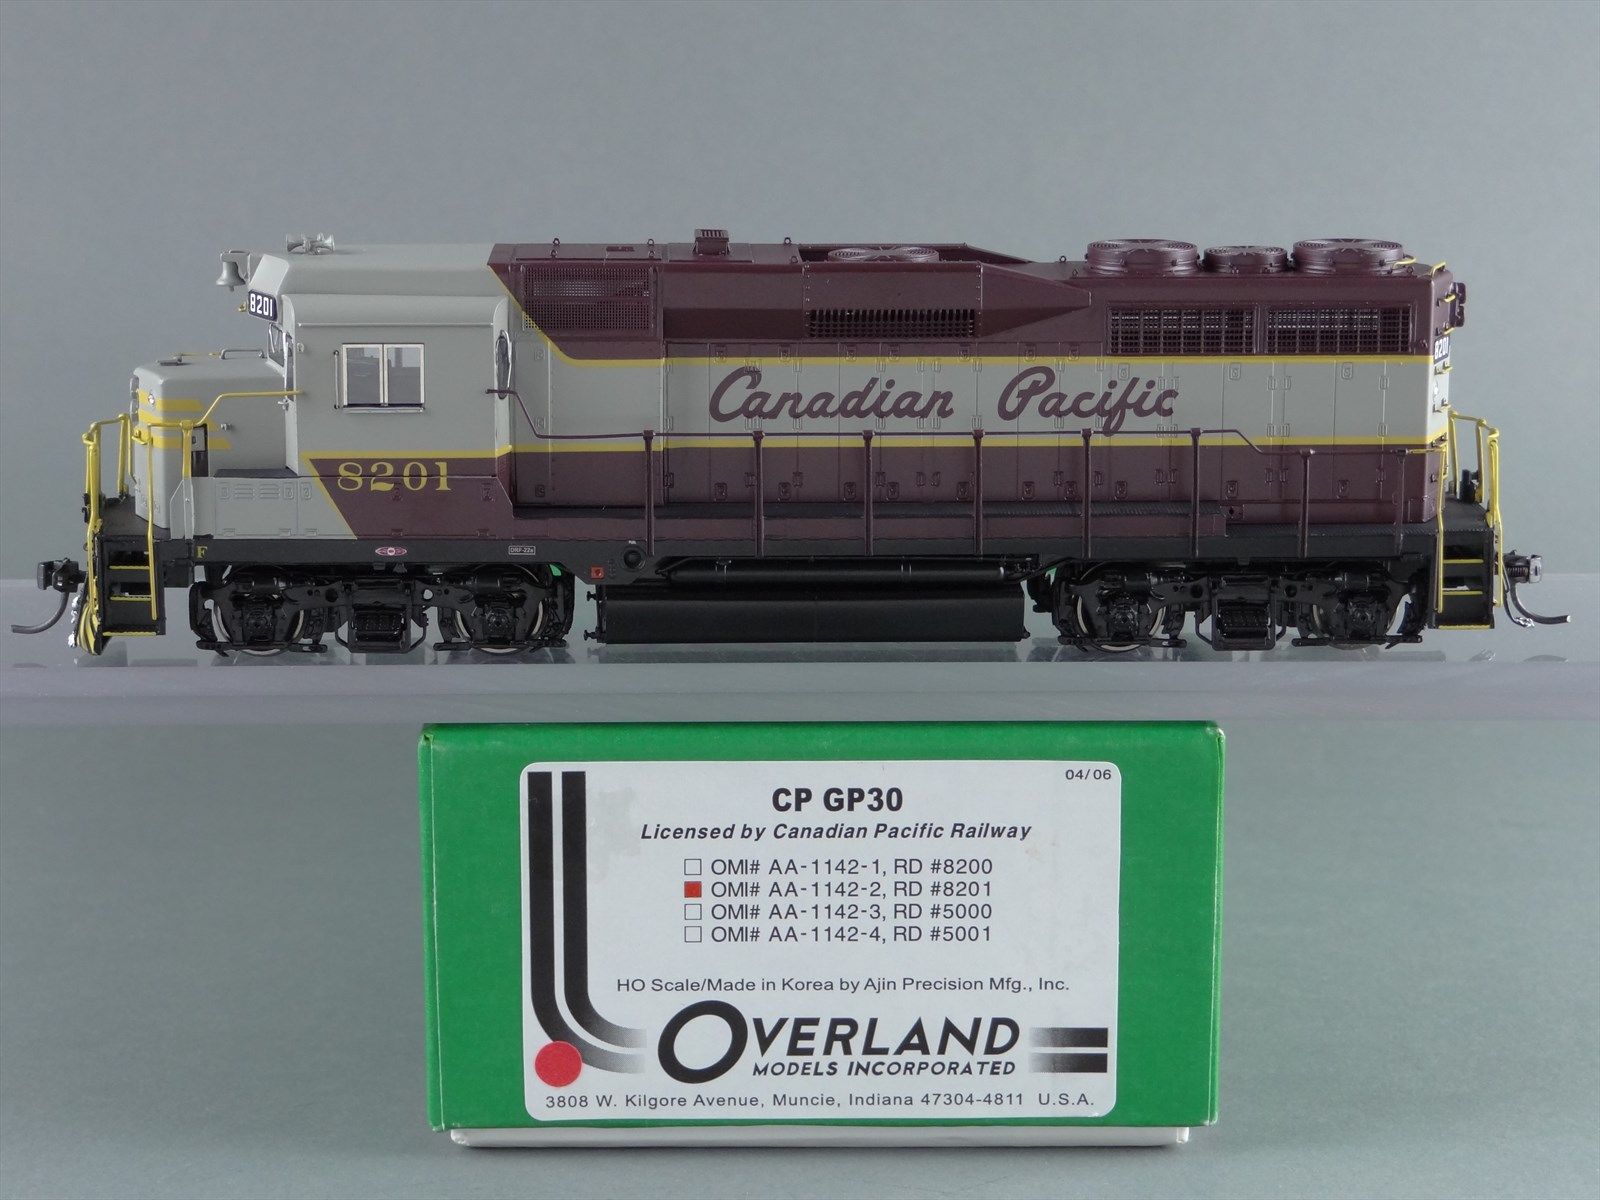 8201
8201
Canadian Pacific
8201
F
DRF-22a
04/06
CP GP30
Licensed by Canadian Pacific Railway
OMI# AA-1142-1, RD #8200
OMI# AA-1142-2, RD #8201
OMI# AA-1142-3, RD #5000
OMI# AA-1142-4, RD #5001
HO Scale/Made in Korea by Ajin Precision Mfg., Inc.
OVERLAND
MODELS INCORPORATED
3808 W. Kilgore Avenue, Muncie, Indiana 47304-4811 U.S.A.